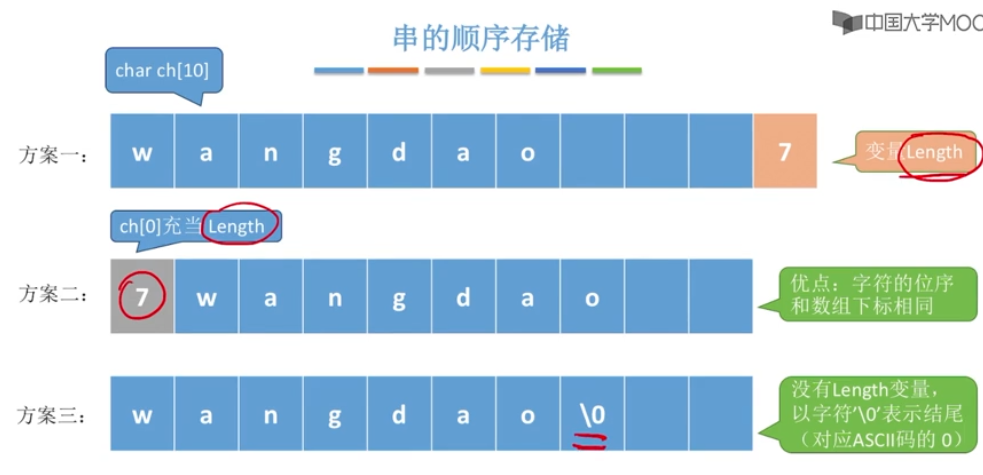 中国大学MOO
串的顺序存储
char ch[10]
方案一：
w a n g d a o 7
变量Length
ch[0]充当Length
方案二：
7 w a n g d a o
优点：字符的位序
和数组下标相同
方案三：
w a n g d a o \0
没有Length变量，
以字符'\0'表示结尾
（对应ASCII码的 0）